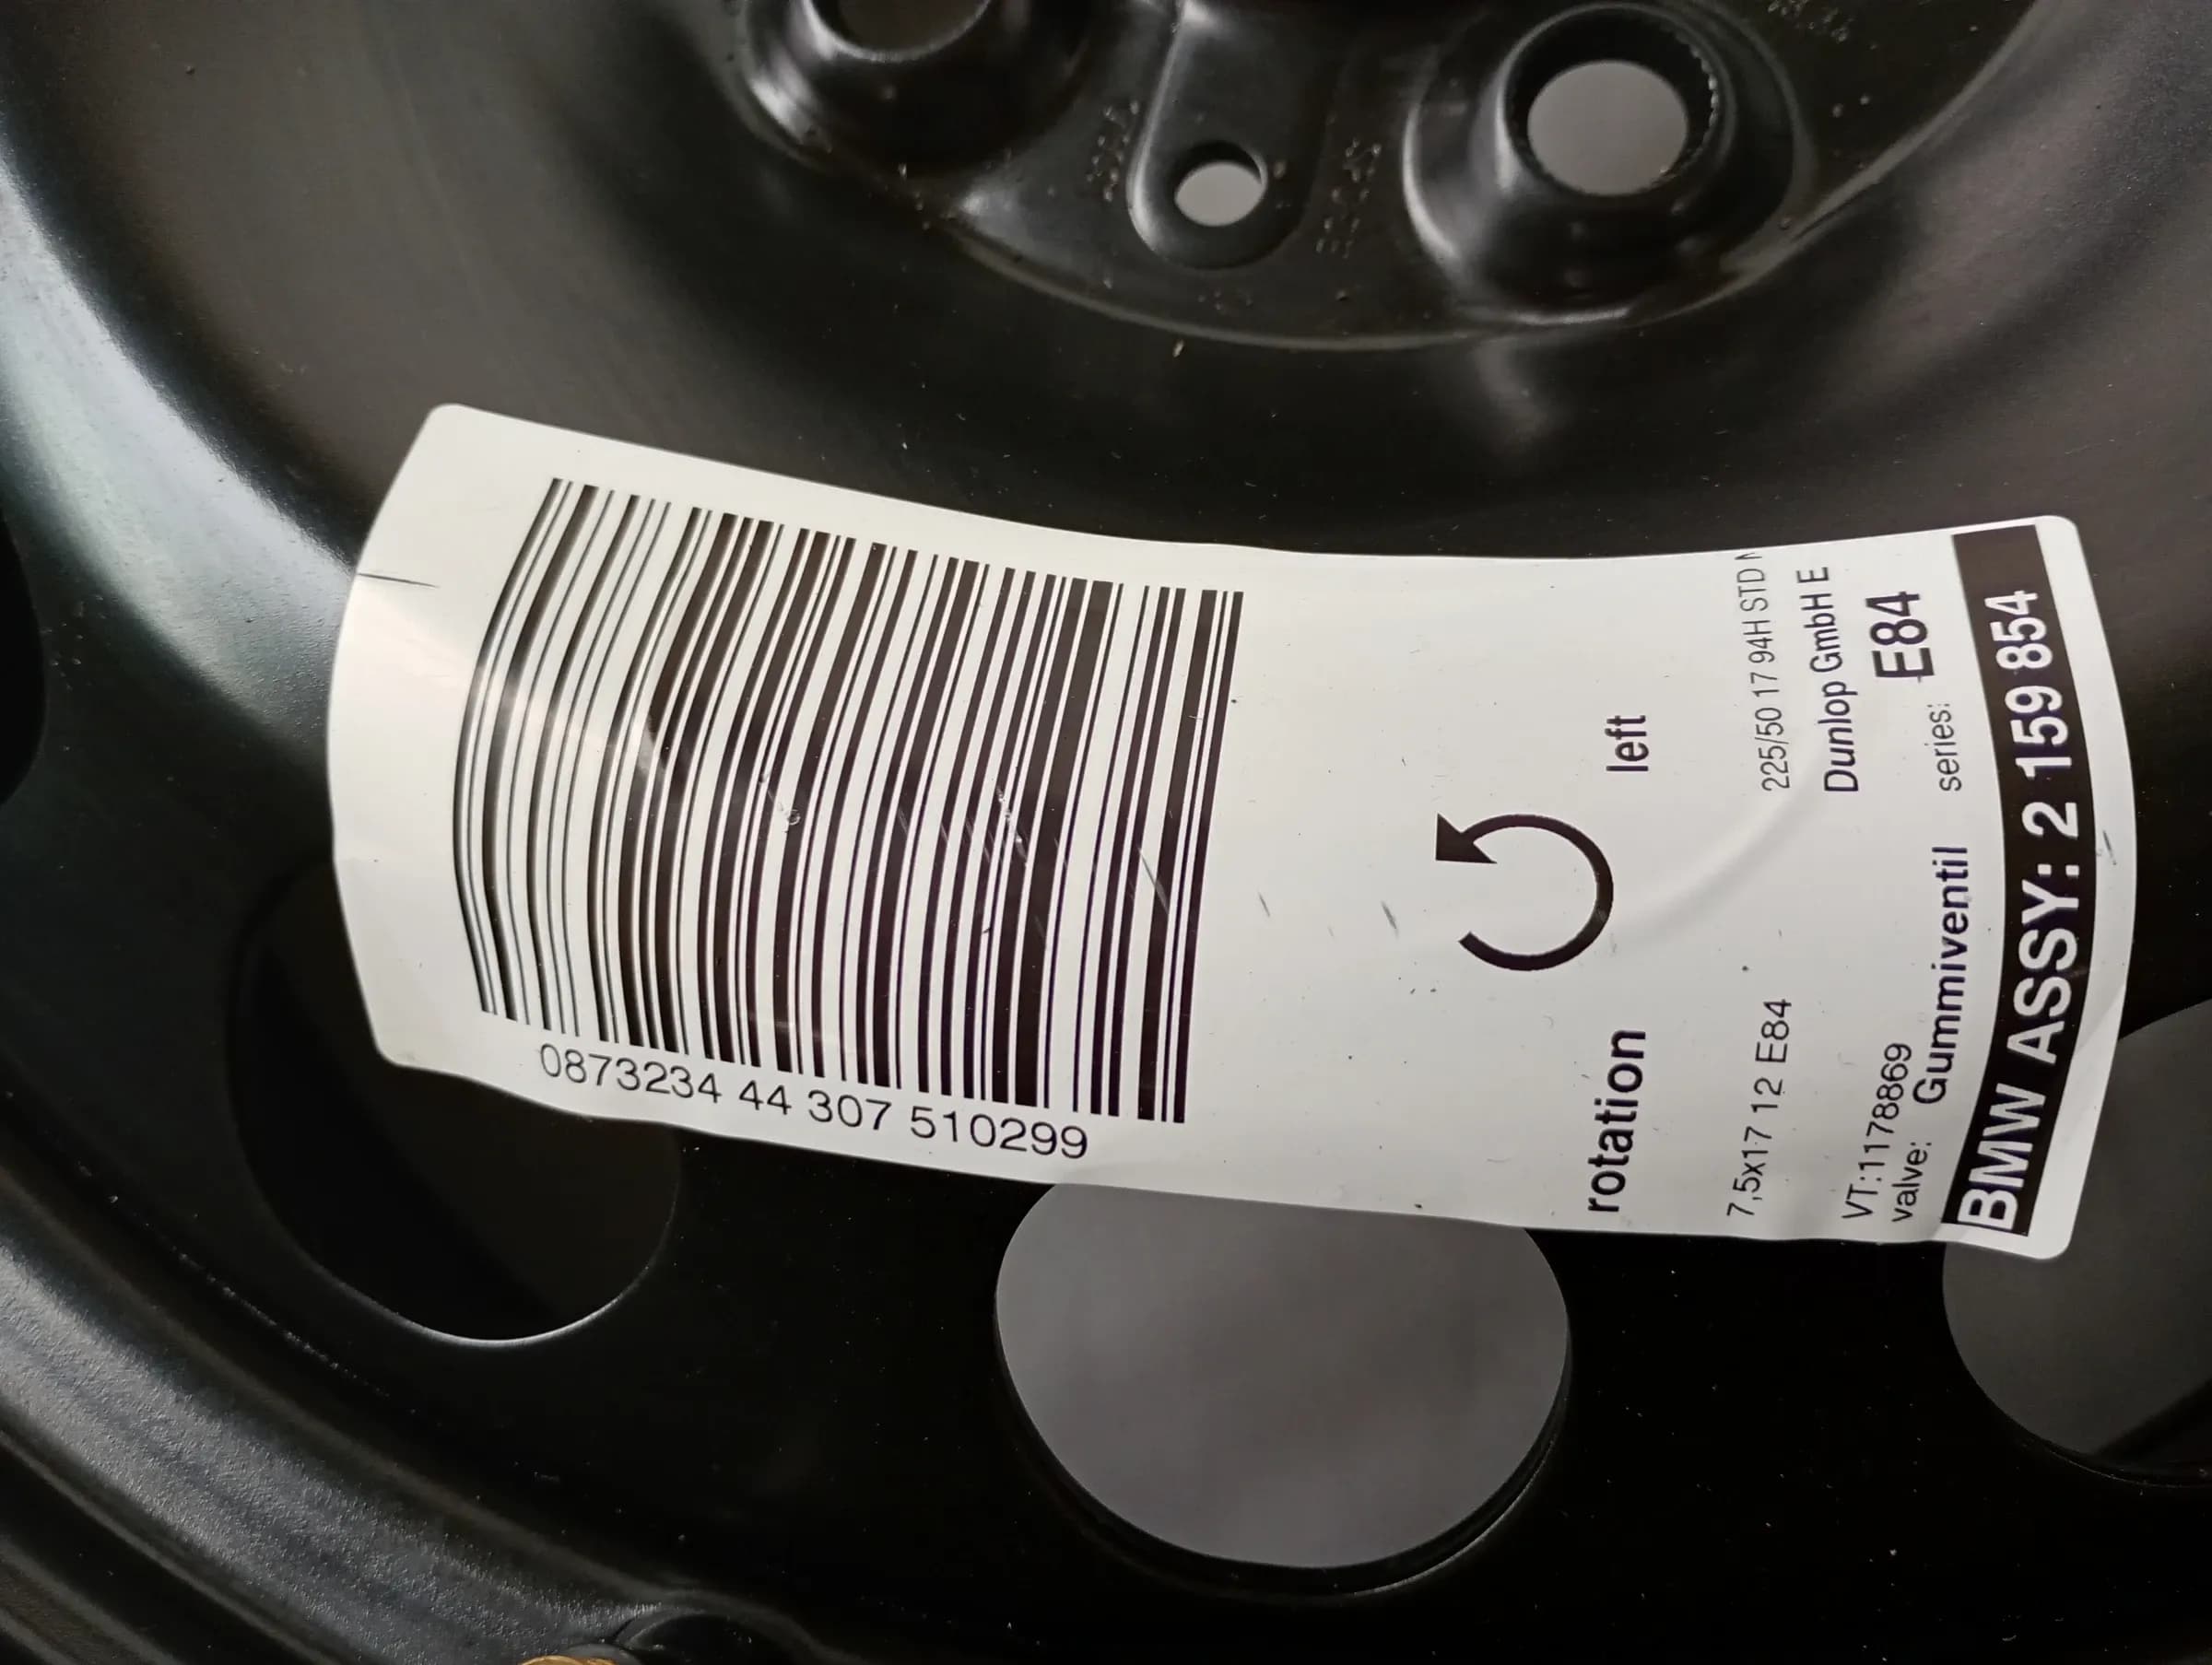 BMW ASSY: 2 159 854
valve: Gummiventil series: E84
VT:1178869 Dunlop GmbH E
7,5x17 12 E84 225/50 17 94H STD
rotation left
0873234 44 307 510299